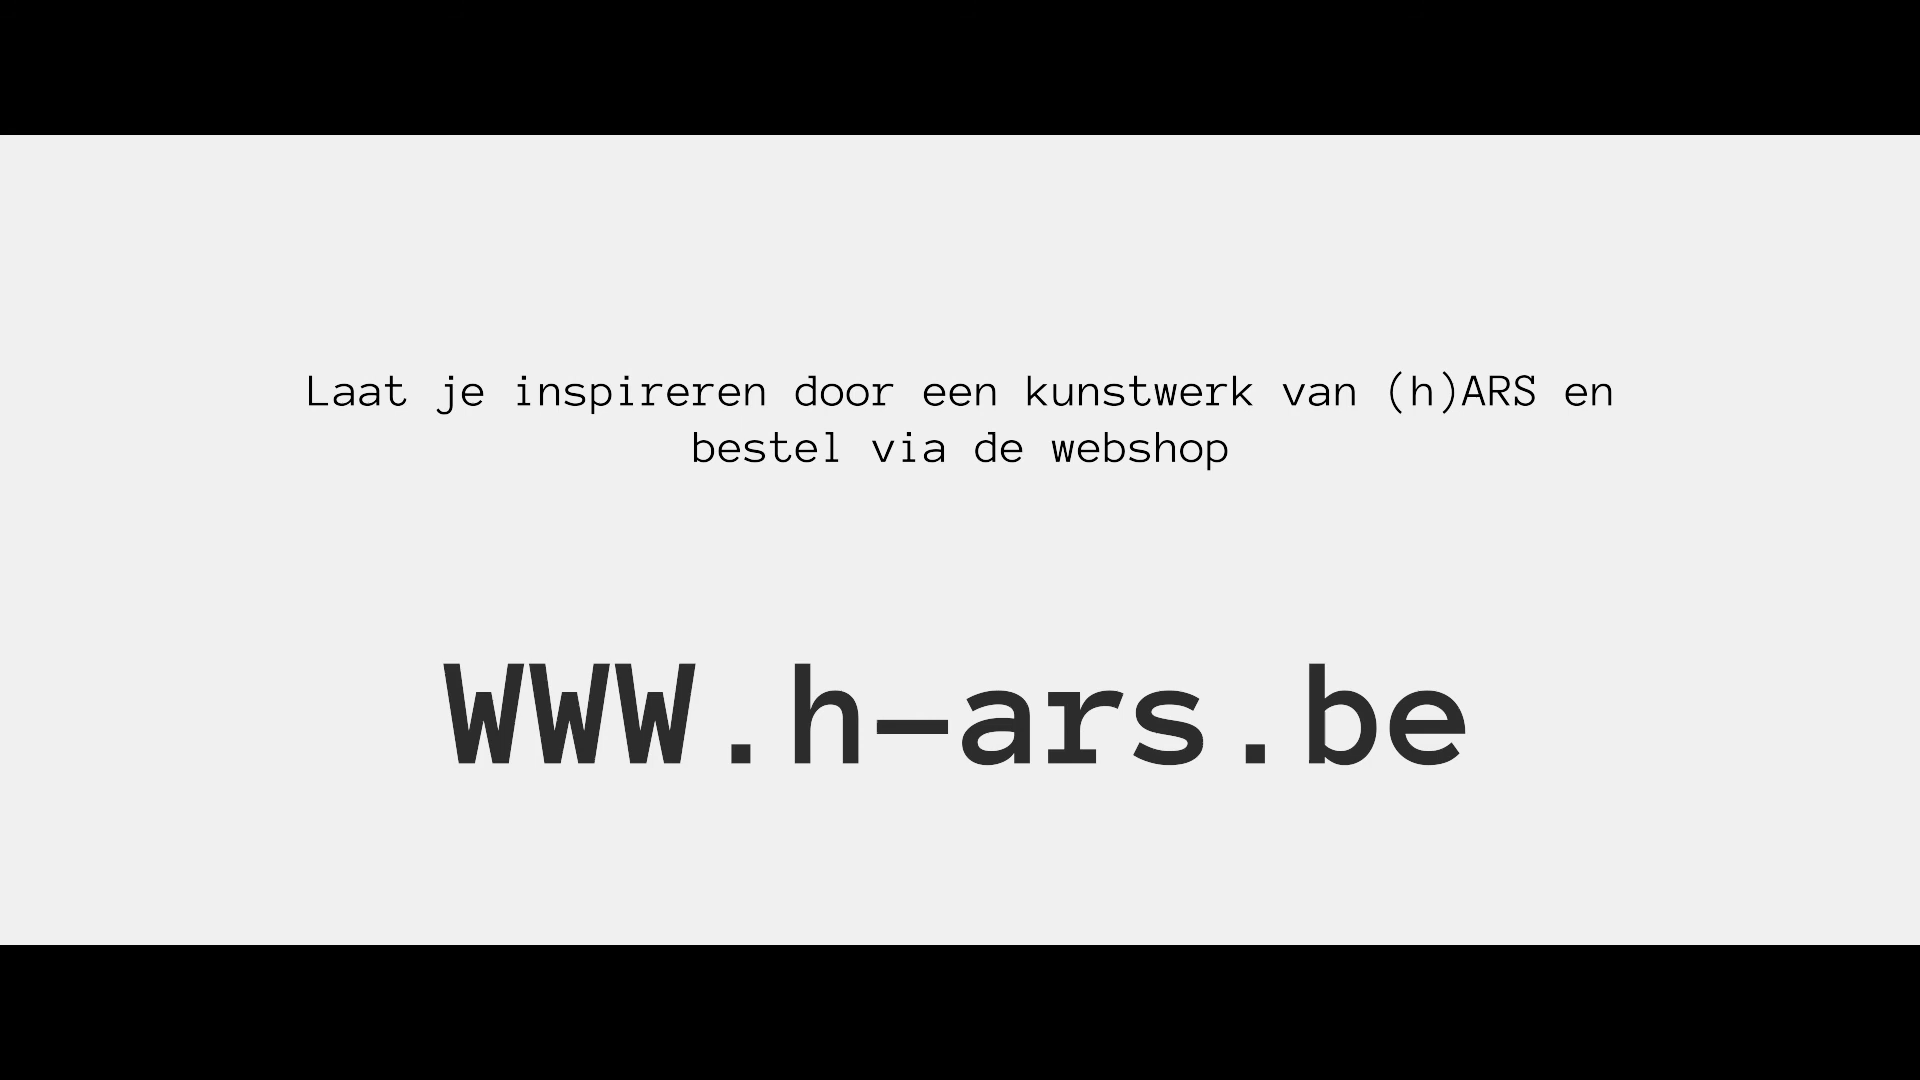 Laat je inspireren door een kunstwerk van (h)ARS en
bestel via de webshop
WWW.h-ars.be